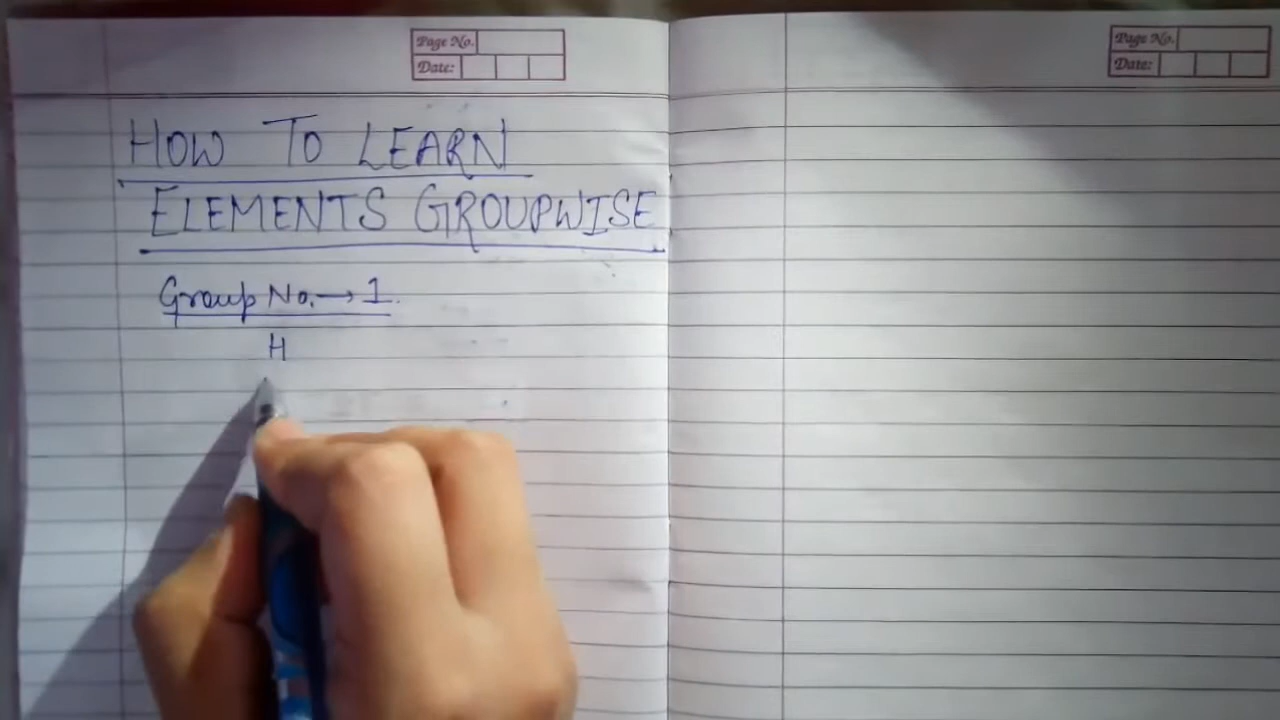 Page No.
Date:
HOW TO LEARN
ELEMENTS GROUPWISE
Group No. → 1.
H
Page No.
Date: